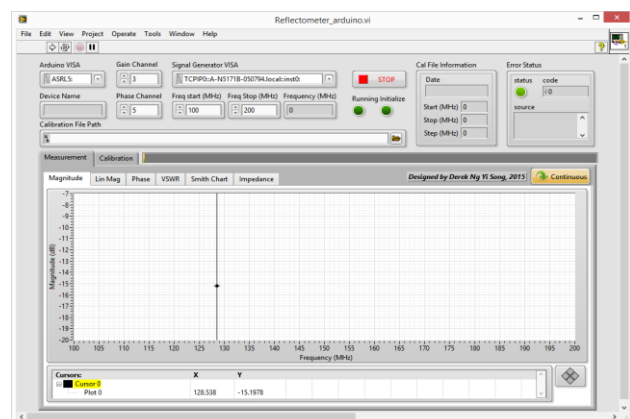 Reflectometer_arduino.vi
File Edit View Project Operate Tools Window Help
Arduino VISA Gain Channel Signal Generator VISA Cal File Information Error Status
ASRL5: 3 TCPIP0::A-N5171B-050794.local::inst0: STOP Date status code
Device Name Phase Channel Freq start (MHz) Freq Stop (MHz) Frequency (MHz) Running Initialize 0
5 100 200 0 Start (MHz) 0 source
Stop (MHz) 0
Calibration File Path Step (MHz) 0
Measurement Calibration
Magnitude Lin Mag Phase VSWR Smith Chart Impedance Designed by Derek Ng Yi Song, 2015 Continuous
Magnitude (dB)
-7
-8
-9
-10
-11
-12
-13
-14
-15
-16
-17
-18
-19
-20
100 105 110 115 120 125 130 135 140 145 150 155 160 165 170 175 180 185 190 195 200
Frequency (MHz)
Cursors: X Y
Cursor 0
Plot 0 128.538 -15.1978